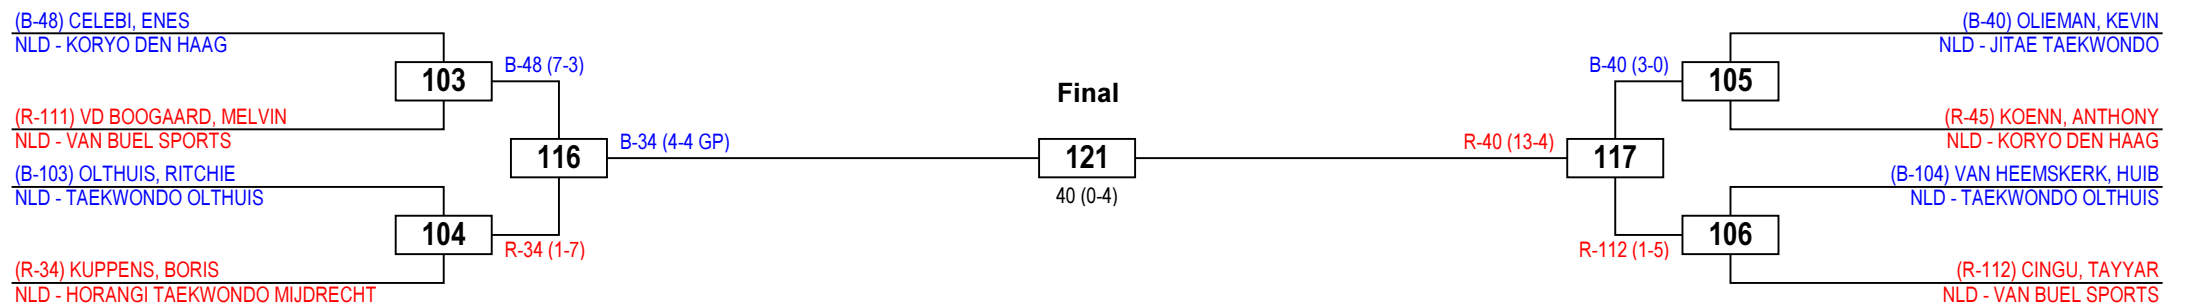 (B-48) CELEBI, ENES
NLD - KORYO DEN HAAG
103
B-48 (7-3)
(R-111) VD BOOGAARD, MELVIN
NLD - VAN BUEL SPORTS
116
B-34 (4-4 GP)
(B-103) OLTHUIS, RITCHIE
NLD - TAEKWONDO OLTHUIS
104
R-34 (1-7)
(R-34) KUPPENS, BORIS
NLD - HORANGI TAEKWONDO MIJDRECHT
Final
121
40 (0-4)
(B-40) OLIEMAN, KEVIN
NLD - JITAE TAEKWONDO
B-40 (3-0)
105
(R-45) KOENN, ANTHONY
NLD - KORYO DEN HAAG
R-40 (13-4)
117
(B-104) VAN HEEMSKERK, HUIB
NLD - TAEKWONDO OLTHUIS
R-112 (1-5)
106
(R-112) CINGU, TAYYAR
NLD - VAN BUEL SPORTS